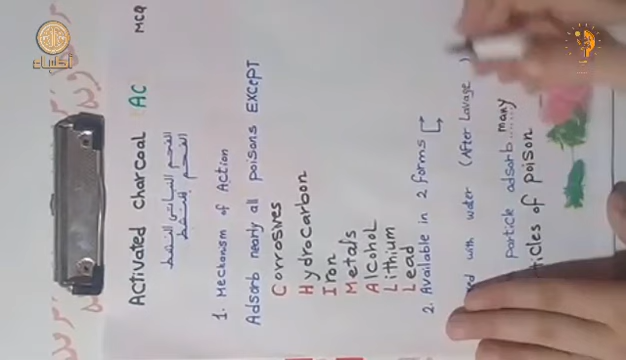 أطباء
Activated charcoal AC MCQ
الفحم النباتي النشط
الفحم المنشط
1. Mechanism of Action
Adsorb nearly all poisons EXCEPT
Corrosives
Hydrocarbon
Iron
Metals
Alcohol
Lithium
Lead
2. Available in 2 forms
with water (After Lavage)
particle adsorb many
of poison